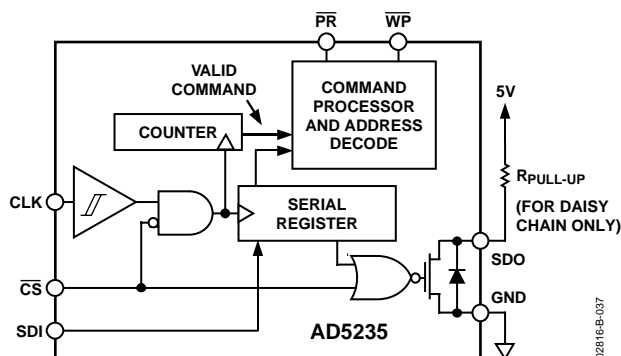 PR
WP
VALID
COMMAND
COMMAND
PROCESSOR
AND ADDRESS
DECODE
5V
COUNTER
RPULL-UP
(FOR DAISY
CHAIN ONLY)
CLK
SERIAL
REGISTER
SDO
CS
GND
SDI
AD5235
02816-B-037